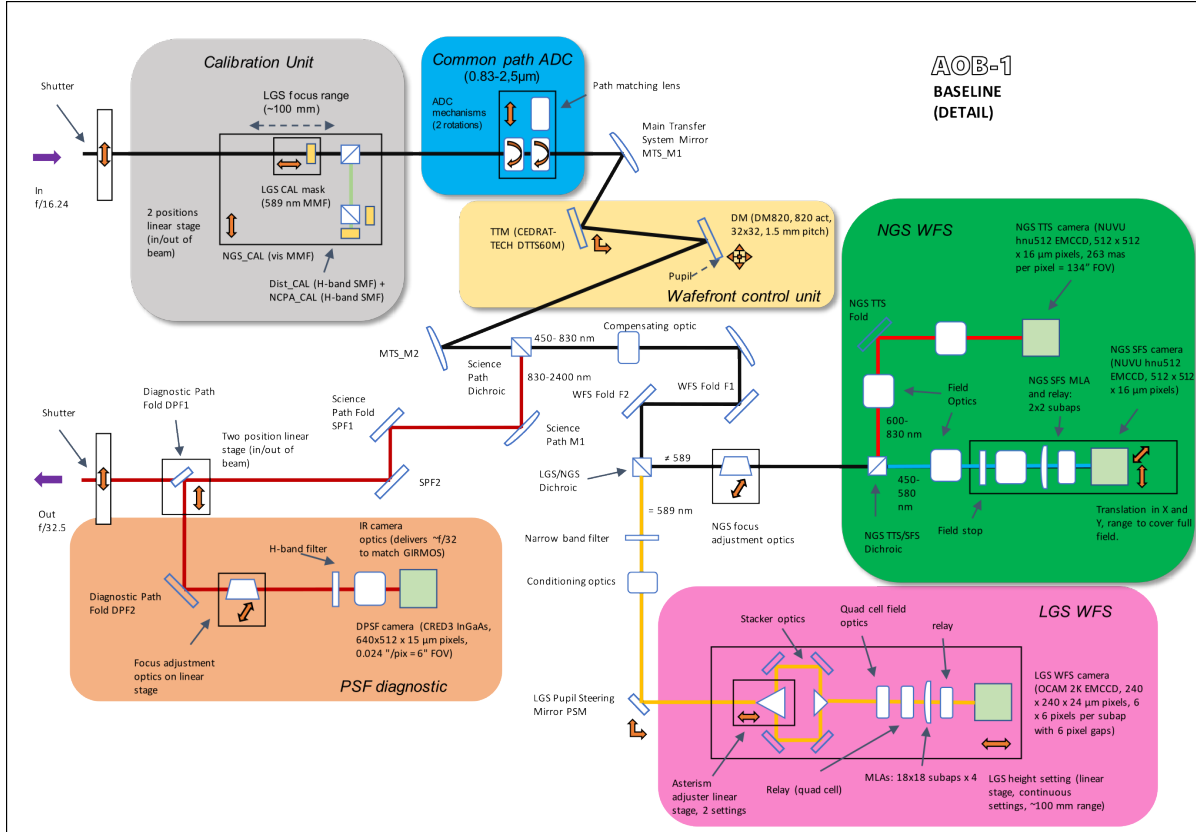 AOB-1
BASELINE
(DETAIL)
Calibration Unit
Shutter
LGS focus range
(~100 mm)
In
f/16.24
LGS CAL mask
(589 nm MMF)
2 positions
linear stage
(in/out of
beam)
NGS_CAL (vis MMF)
Dist_CAL (H-band SMF) +
NCPA_CAL (H-band SMF)
Common path ADC
(0.83-2,5µm)
ADC
mechanisms
(2 rotations)
Path matching lens
Main Transfer
System Mirror
MTS_M1
TTM (CEDRAT-
TECH DTTS60M)
DM (DM820, 820 act,
32x32, 1.5 mm pitch)
Pupil
Wafefront control unit
MTS_M2
Science
Path
Dichroic
450- 830 nm
830-2400 nm
Compensating optic
WFS Fold F1
WFS Fold F2
Science
Path M1
Science
Path Fold
SPF1
SPF2
Diagnostic Path
Fold DPF1
Shutter
Two position linear
stage (in/out of
beam)
Out
f/32.5
LGS/NGS
Dichroic
≠ 589
= 589 nm
NGS focus
adjustment
optics
Narrow band filter
Conditioning optics
LGS Pupil Steering
Mirror PSM
NGS WFS
NGS TTS camera (NUVU
hnu512 EMCCD, 512 x 512
x 16 µm pixels, 263 mas
per pixel = 134” FOV)
NGS TTS
Fold
NGS SFS camera
(NUVU hnu512
EMCCD, 512 x 512
x 16 µm pixels)
NGS SFS MLA
and relay:
2x2 subaps
Field
Optics
600-
830 nm
450-
580
nm
NGS TTS/SFS
Dichroic
Field stop
Translation in X and
Y, range to cover full
field.
IR camera
optics (delivers ~f/32
to match GIRMOS)
H-band filter
Diagnostic Path
Fold DPF2
DPSF camera (CRED3 InGaAs,
640x512 x 15 µm pixels,
0.024 "/pix = 6” FOV)
Focus adjustment
optics on linear
stage
PSF diagnostic
LGS WFS
Stacker optics
Quad cell field
optics
relay
LGS WFS camera
(OCAM 2K EMCCD, 240
x 240 x 24 µm pixels, 6
x 6 pixels per subap
with 6 pixel gaps)
Asterism
adjuster linear
stage, 2 settings
Relay (quad cell)
MLAs: 18x18 subaps x 4
LGS height setting (linear
stage, continuous
settings, ~100 mm range)